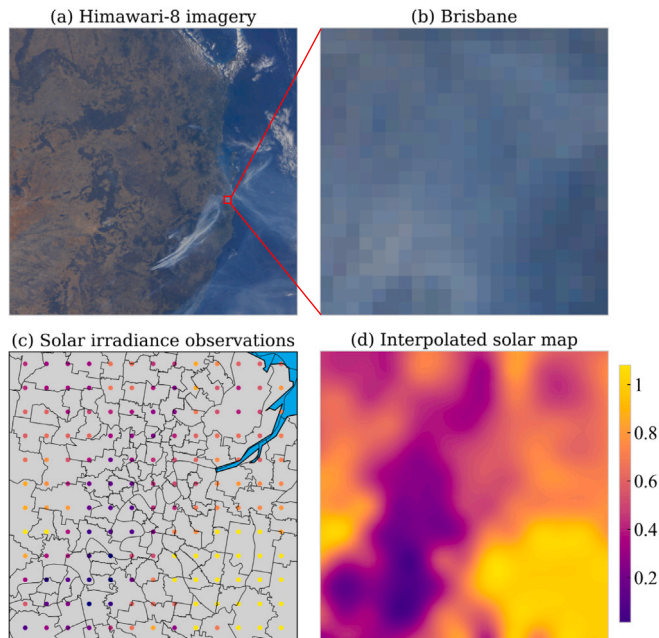 (a) Himawari-8 imagery
(b) Brisbane
(c) Solar irradiance observations
(d) Interpolated solar map
1
0.8
0.6
0.4
0.2